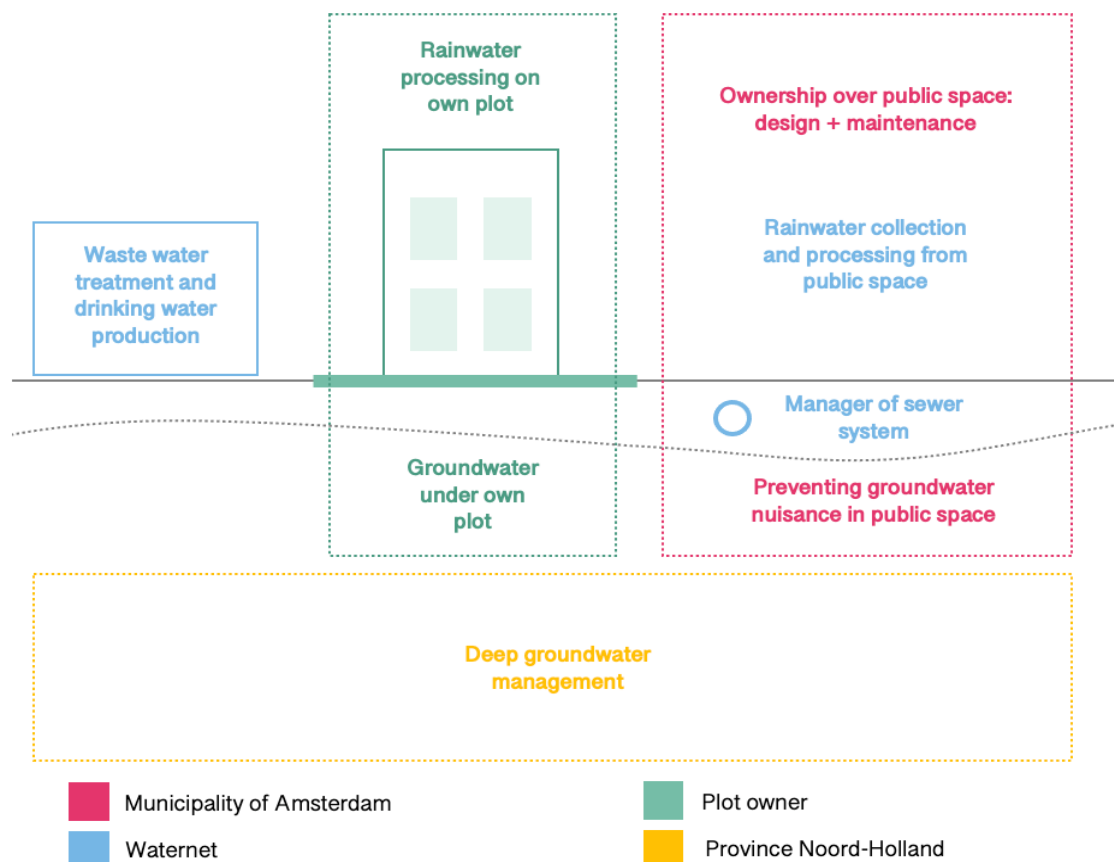 Rainwater
processing on
own plot
Ownership over public space:
design + maintenance
Waste water
treatment and
drinking water
production
Rainwater collection
and processing from
public space
Manager of sewer
system
Groundwater
under own
plot
Preventing groundwater
nuisance in public space
Deep groundwater
management
Municipality of Amsterdam
Plot owner
Waternet
Province Noord-Holland